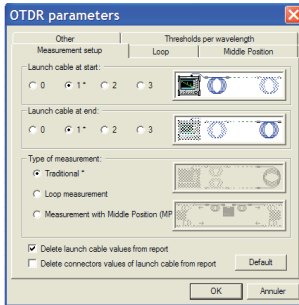 OTDR parameters
Other
Thresholds per wavelength
Measurement setup
Loop
Middle Position
Launch cable at start:
0
1 *
2
3
Launch cable at end:
0
1 *
2
3
Type of measurement:
Traditional *
Loop measurement
Measurement with Middle Position (MP
Delete launch cable values from report
Delete connectors values of launch cable from report
Default
OK
Annuler